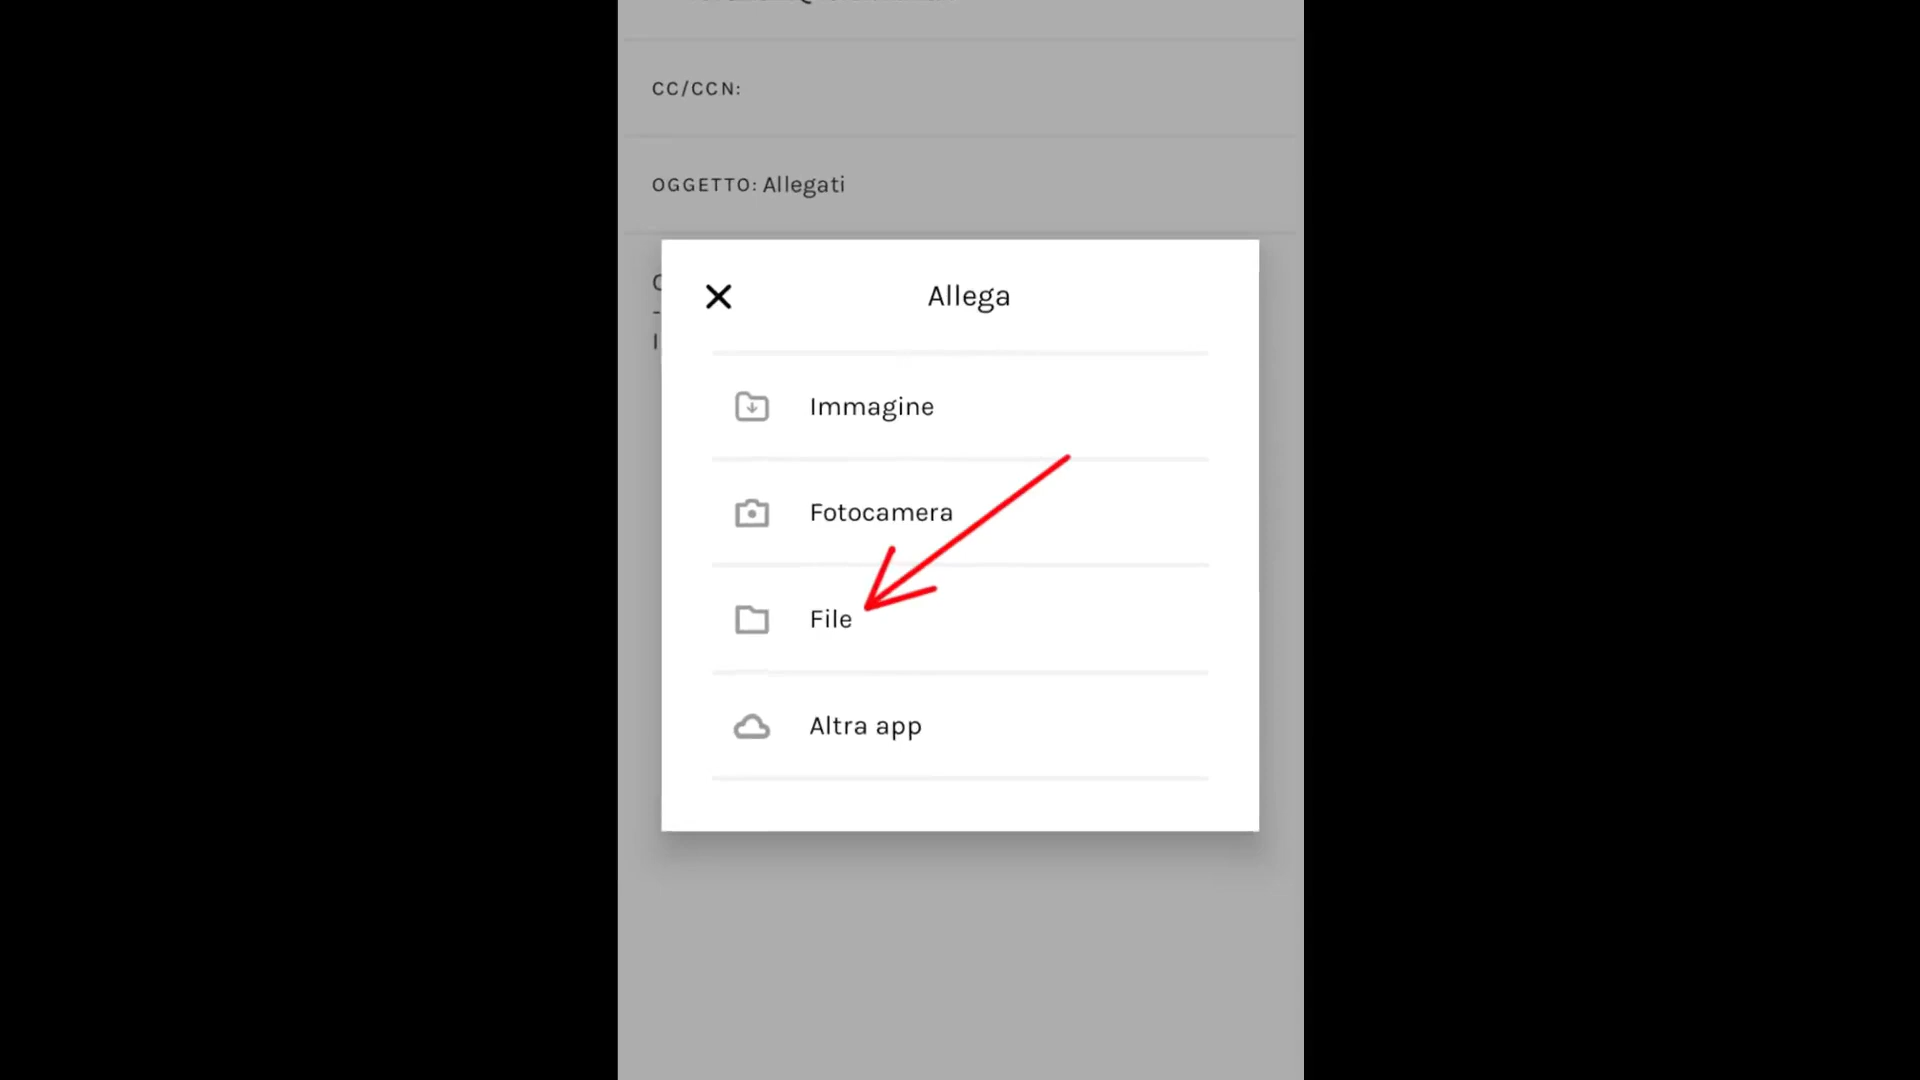 CC/CCN:
OGGETTO: Allegati
Allega
Immagine
Fotocamera
File
Altra app